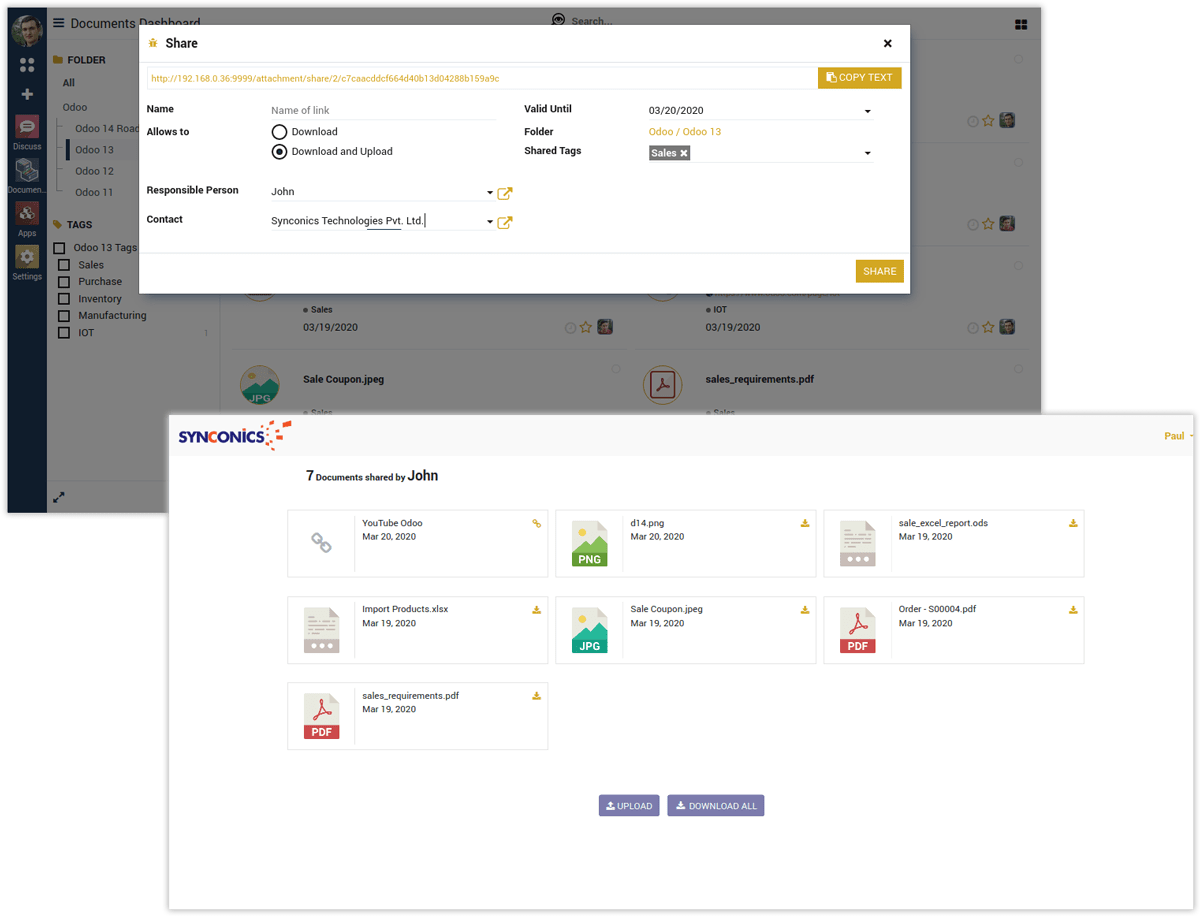 Documents Dashboard
Search...
Share
http://192.168.0.36:9999/attachment/share/2/c7caacddcf664d40b13d04288b159a9c
COPY TEXT
Name
Name of link
Valid Until
03/20/2020
Allows to
Download
Folder
Odoo / Odoo 13
Download and Upload
Shared Tags
Sales
Responsible Person
John
Contact
Synconics Technologies Pvt. Ltd.
SHARE
FOLDER
All
Odoo
Odoo 14 Road
Odoo 13
Odoo 12
Odoo 11
TAGS
Odoo 13 Tags
Sales
Purchase
Inventory
Manufacturing
IOT 1
Discuss
Documen...
Apps
Settings
Sales
03/19/2020
IOT
03/19/2020
JPG
Sale Coupon.jpeg
Sales
sales_requirements.pdf
Sales
SYNCONICS
Paul
7 Documents shared by John
YouTube Odoo
Mar 20, 2020
PNG
d14.png
Mar 20, 2020
sale_excel_report.ods
Mar 19, 2020
Import Products.xlsx
Mar 19, 2020
JPG
Sale Coupon.jpeg
Mar 19, 2020
PDF
Order - S00004.pdf
Mar 19, 2020
PDF
sales_requirements.pdf
Mar 19, 2020
UPLOAD
DOWNLOAD ALL